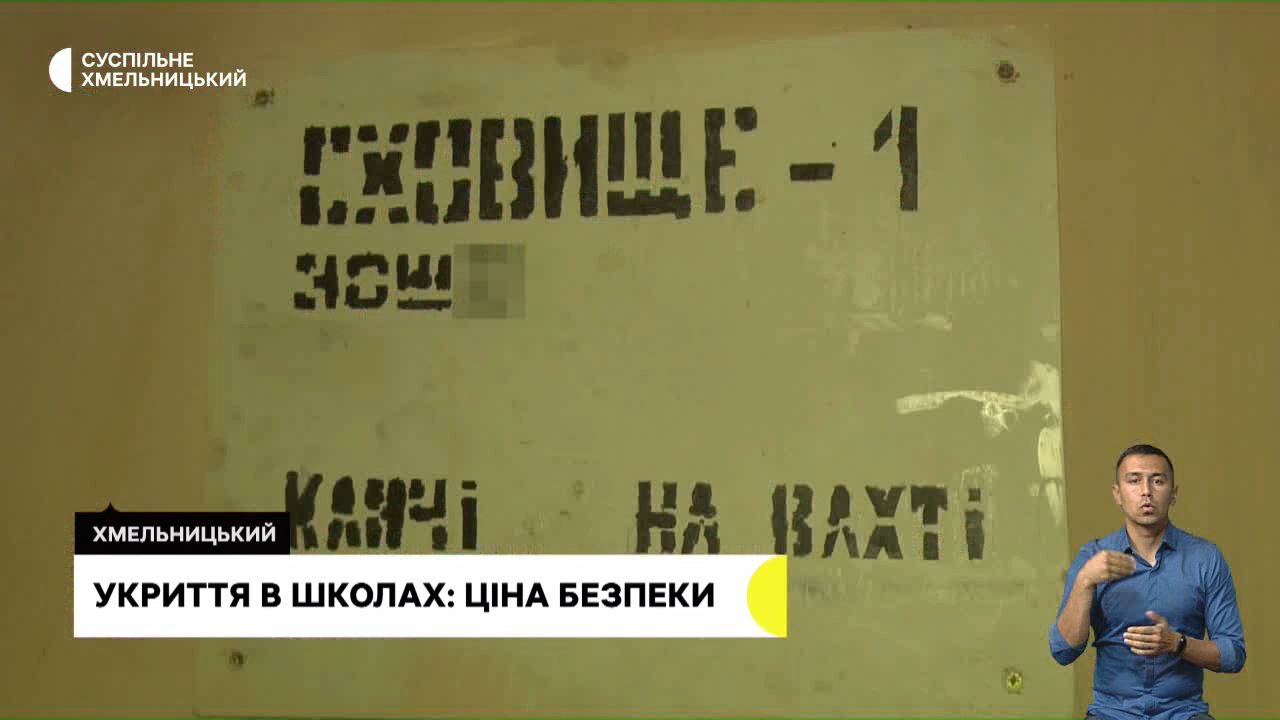 СУСПІЛЬНЕ
ХМЕЛЬНИЦЬКИЙ
СХОВИЩЕ - 1
ЗОШ
КЛЮЧІ НА ВАХТІ
ХМЕЛЬНИЦЬКИЙ
УКРИТТЯ В ШКОЛАХ: ЦІНА БЕЗПЕКИ